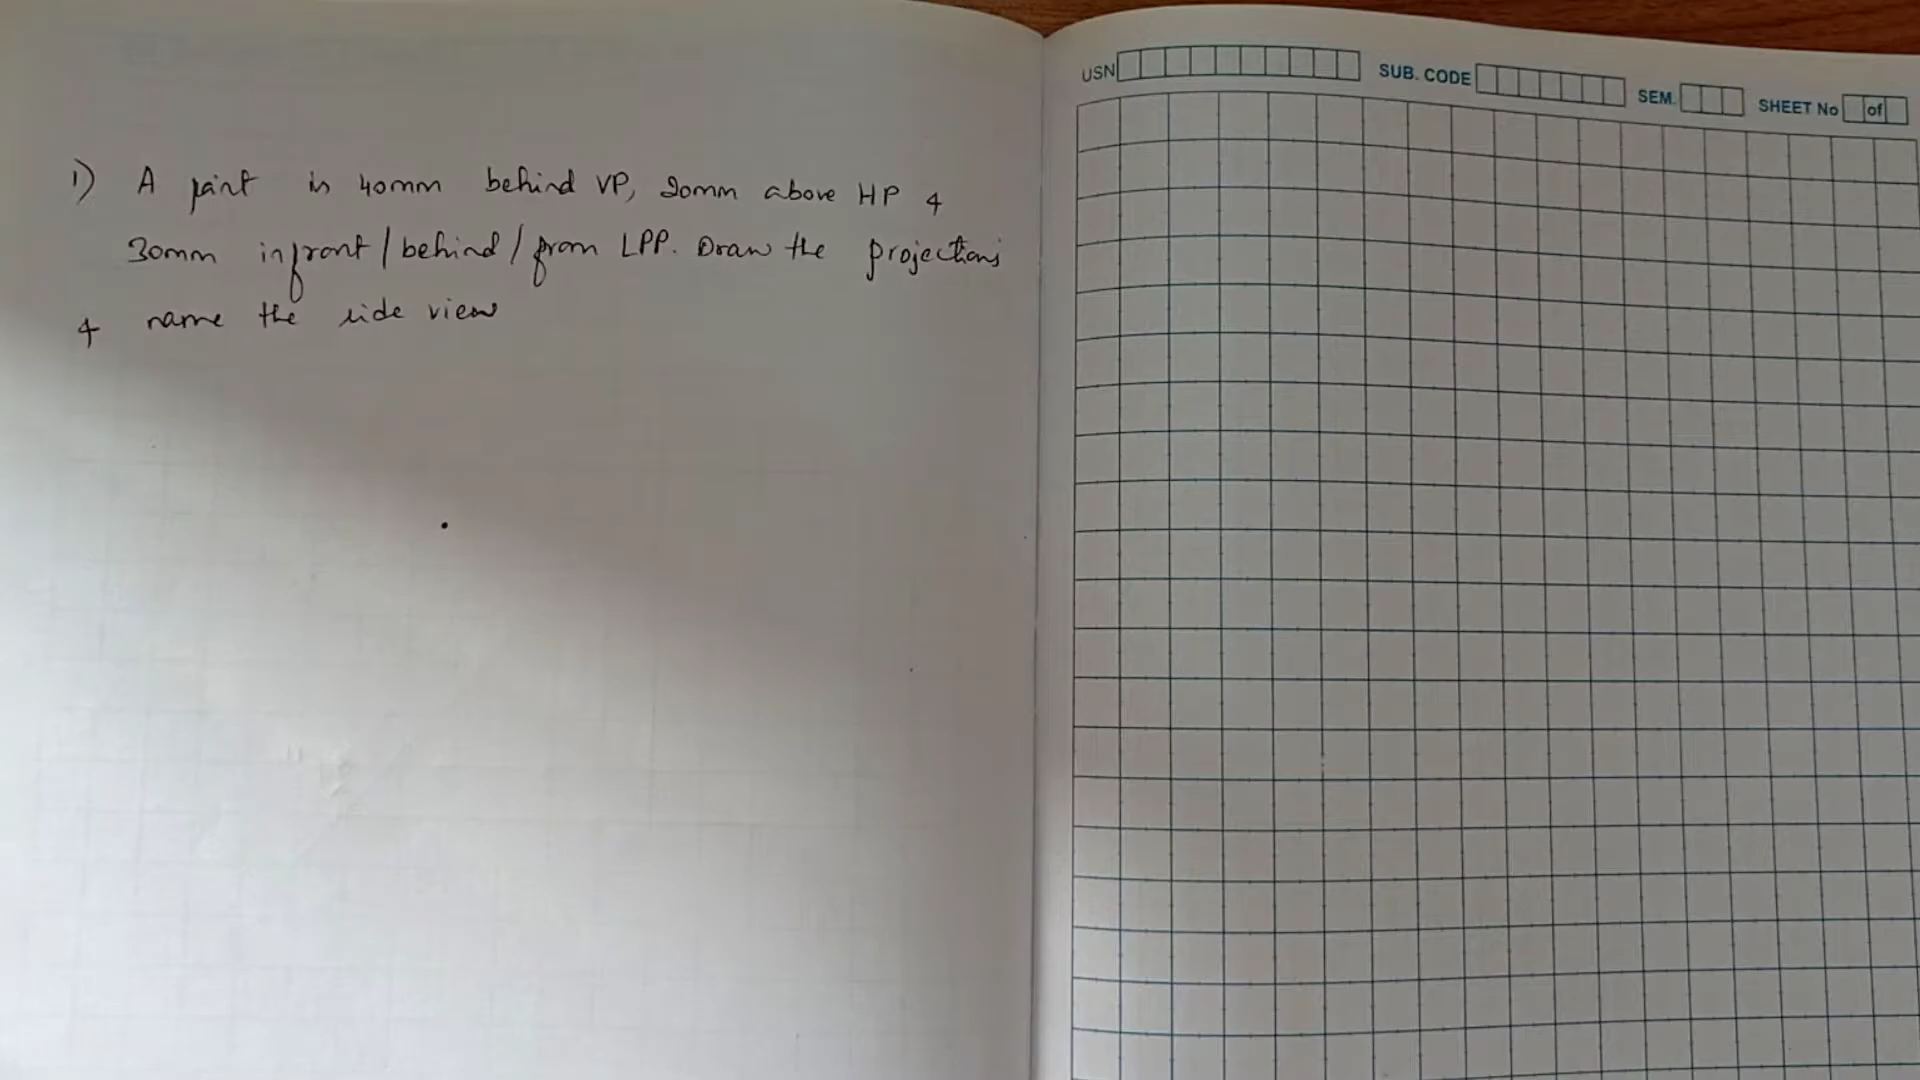 1) A point is 40mm behind VP, 20mm above HP &
30mm infront/behind/from LPP. Draw the projections
& name the side view
USN
SUB. CODE
SEM.
SHEET No of